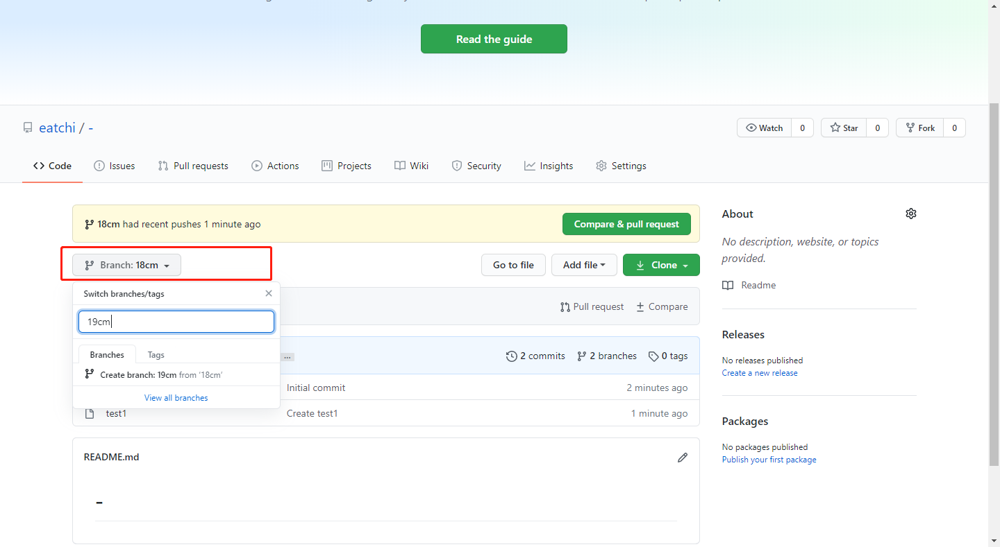 Read the guide
eatchi / -
Watch 0 Star 0 Fork 0
Code Issues Pull requests Actions Projects Wiki Security Insights Settings
18cm had recent pushes 1 minute ago Compare & pull request
Branch: 18cm Go to file Add file Clone
Switch branches/tags
19cm
Branches Tags
Create branch: 19cm from ‘18cm’
View all branches
Pull request Compare
... 2 commits 2 branches 0 tags
Initial commit 2 minutes ago
test1 Create test1 1 minute ago
README.md
-
About
No description, website, or topics
provided.
Readme
Releases
No releases published
Create a new release
Packages
No packages published
Publish your first package